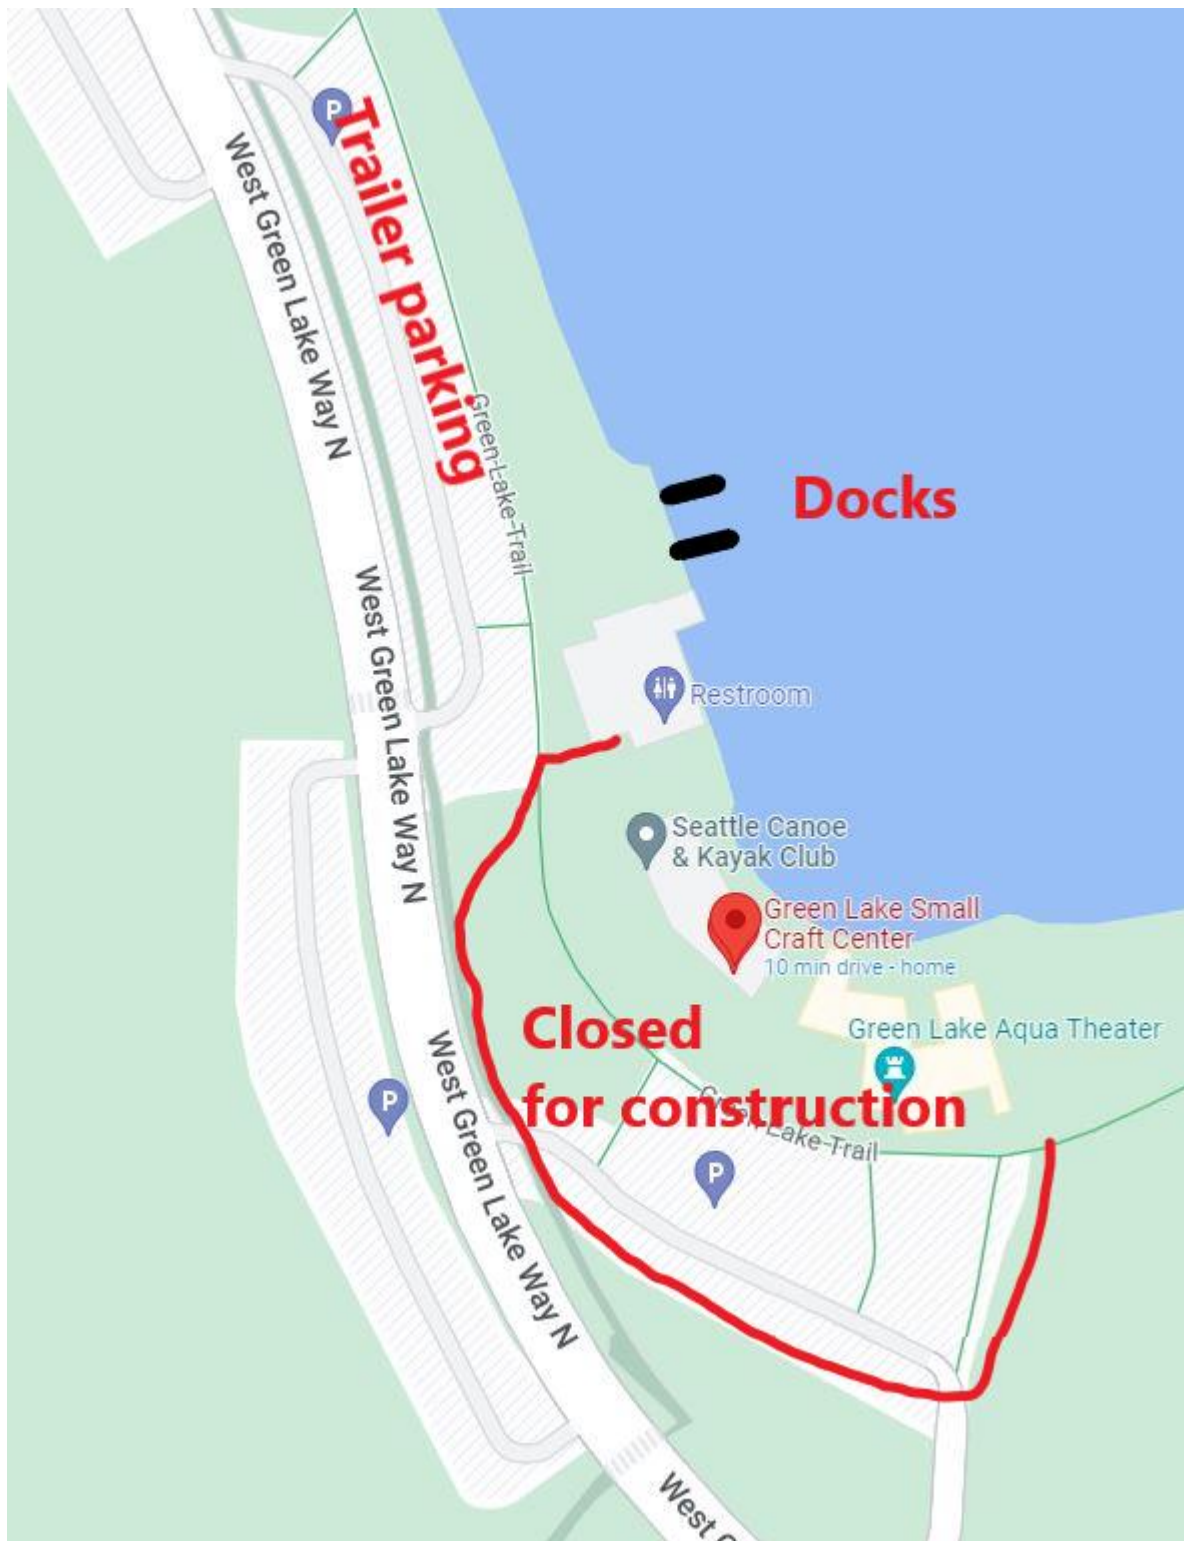 P
Trailer parking
West Green Lake Way N
Green-Lake-Trail
Docks
West Green Lake Way N
Restroom
Seattle Canoe
& Kayak Club
Green Lake Small
Craft Center
10 min drive - home
Closed
for construction
Green Lake Aqua Theater
P
West Green Lake Way N
Green Lake-Trail
P
West